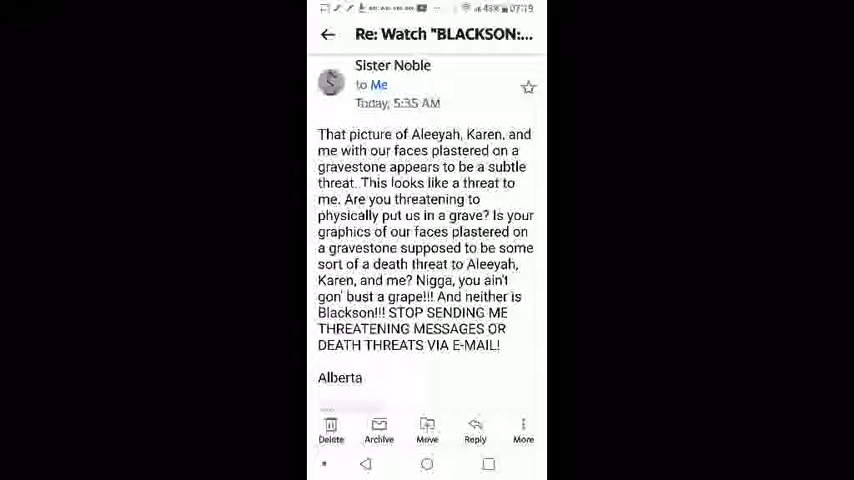 48% 07:19
Re: Watch "BLACKSON:...
Sister Noble
to Me
Today, 5:35 AM
S
That picture of Aleeyah, Karen, and
me with our faces plastered on a
gravestone appears to be a subtle
threat. This looks like a threat to
me. Are you threatening to
physically put us in a grave? Is your
graphics of our faces plastered on
a gravestone supposed to be some
sort of a death threat to Aleeyah,
Karen, and me? Nigga, you ain't
gon' bust a grape!!! And neither is
Blackson!!! STOP SENDING ME
THREATENING MESSAGES OR
DEATH THREATS VIA E-MAIL!
Alberta
Delete Archive Move Reply More